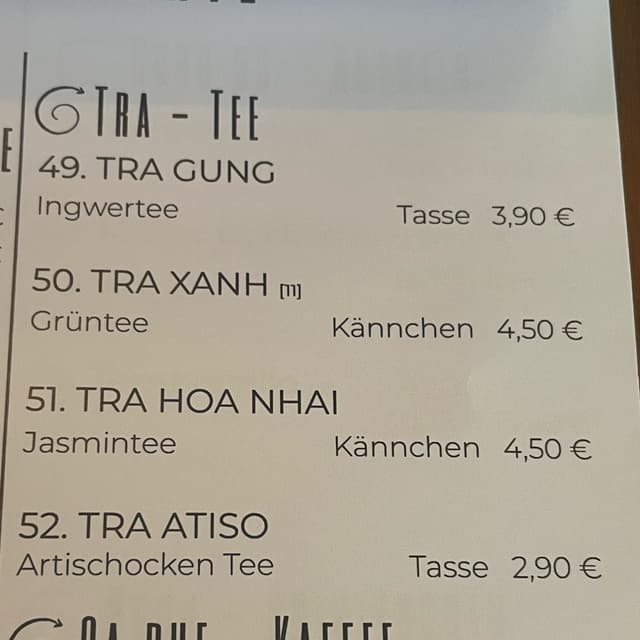 TRA - TEE
49. TRA GUNG
Ingwertee Tasse 3,90 €
50. TRA XANH [11]
Grüntee Kännchen 4,50 €
51. TRA HOA NHAI
Jasmintee Kännchen 4,50 €
52. TRA ATISO
Artischocken Tee Tasse 2,90 €